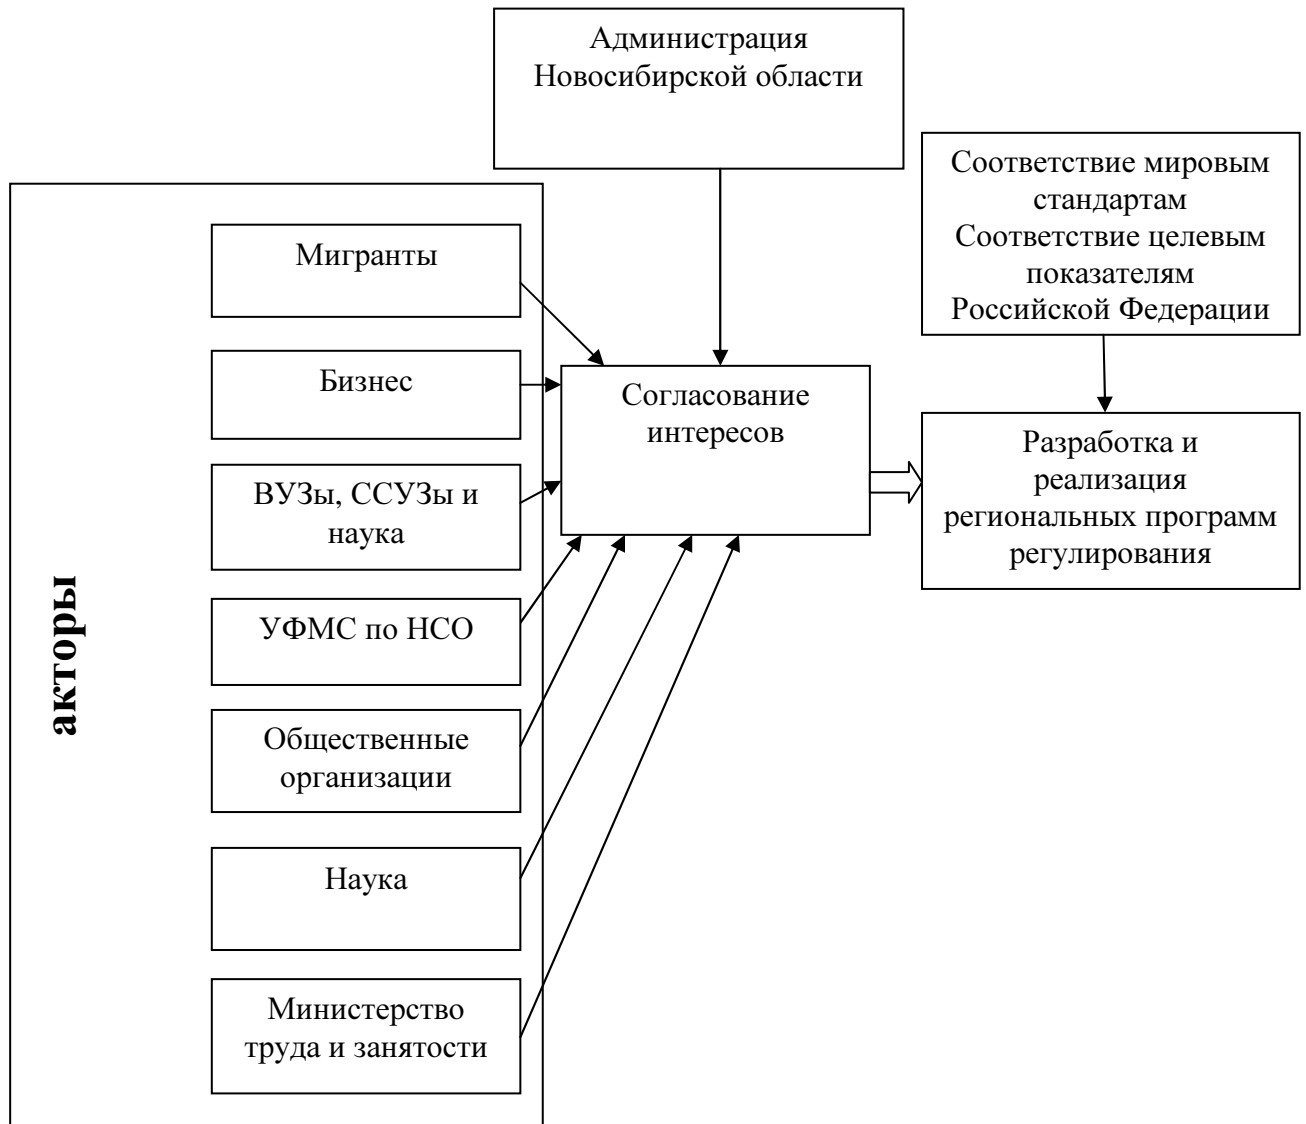 Администрация
Новосибирской области
Соответствие мировым
стандартам
Соответствие целевым
показателям
Российской Федерации
акторы
Мигранты
Бизнес
ВУЗы, ССУЗы и
наука
УФМС по НСО
Общественные
организации
Наука
Министерство
труда и занятости
Согласование
интересов
Разработка и
реализация
региональных программ
регулирования